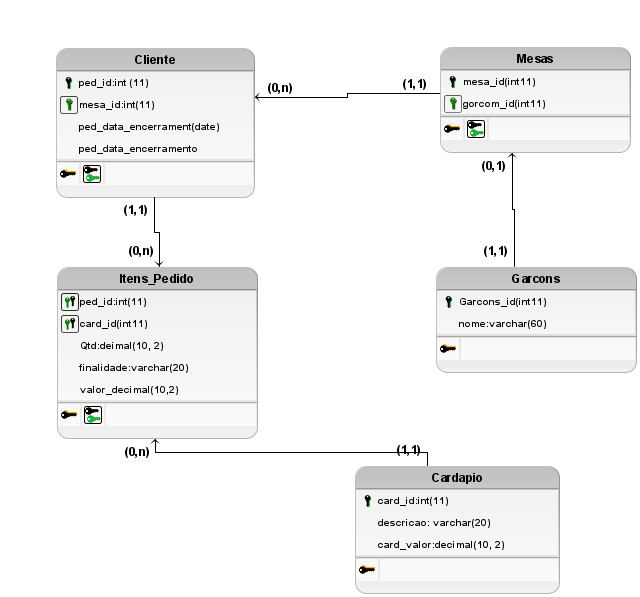 Cliente
ped_id:int (11)
mesa_id:int(11)
ped_data_encerrament(date)
ped_data_encerramento
(0,n)
(1,1)
Mesas
mesa_id(int11)
gorcom_id(int11)
(0,1)
(1,1)
(1,1)
(0,n)
Itens_Pedido
ped_id:int(11)
card_id(int11)
Qtd:deimal(10, 2)
finalidade:varchar(20)
valor_decimal(10,2)
Garcons
Garcons_id(int11)
nome:varchar(60)
(0,n)
(1,1)
Cardapio
card_id:int(11)
descricao: varchar(20)
card_valor:decimal(10, 2)